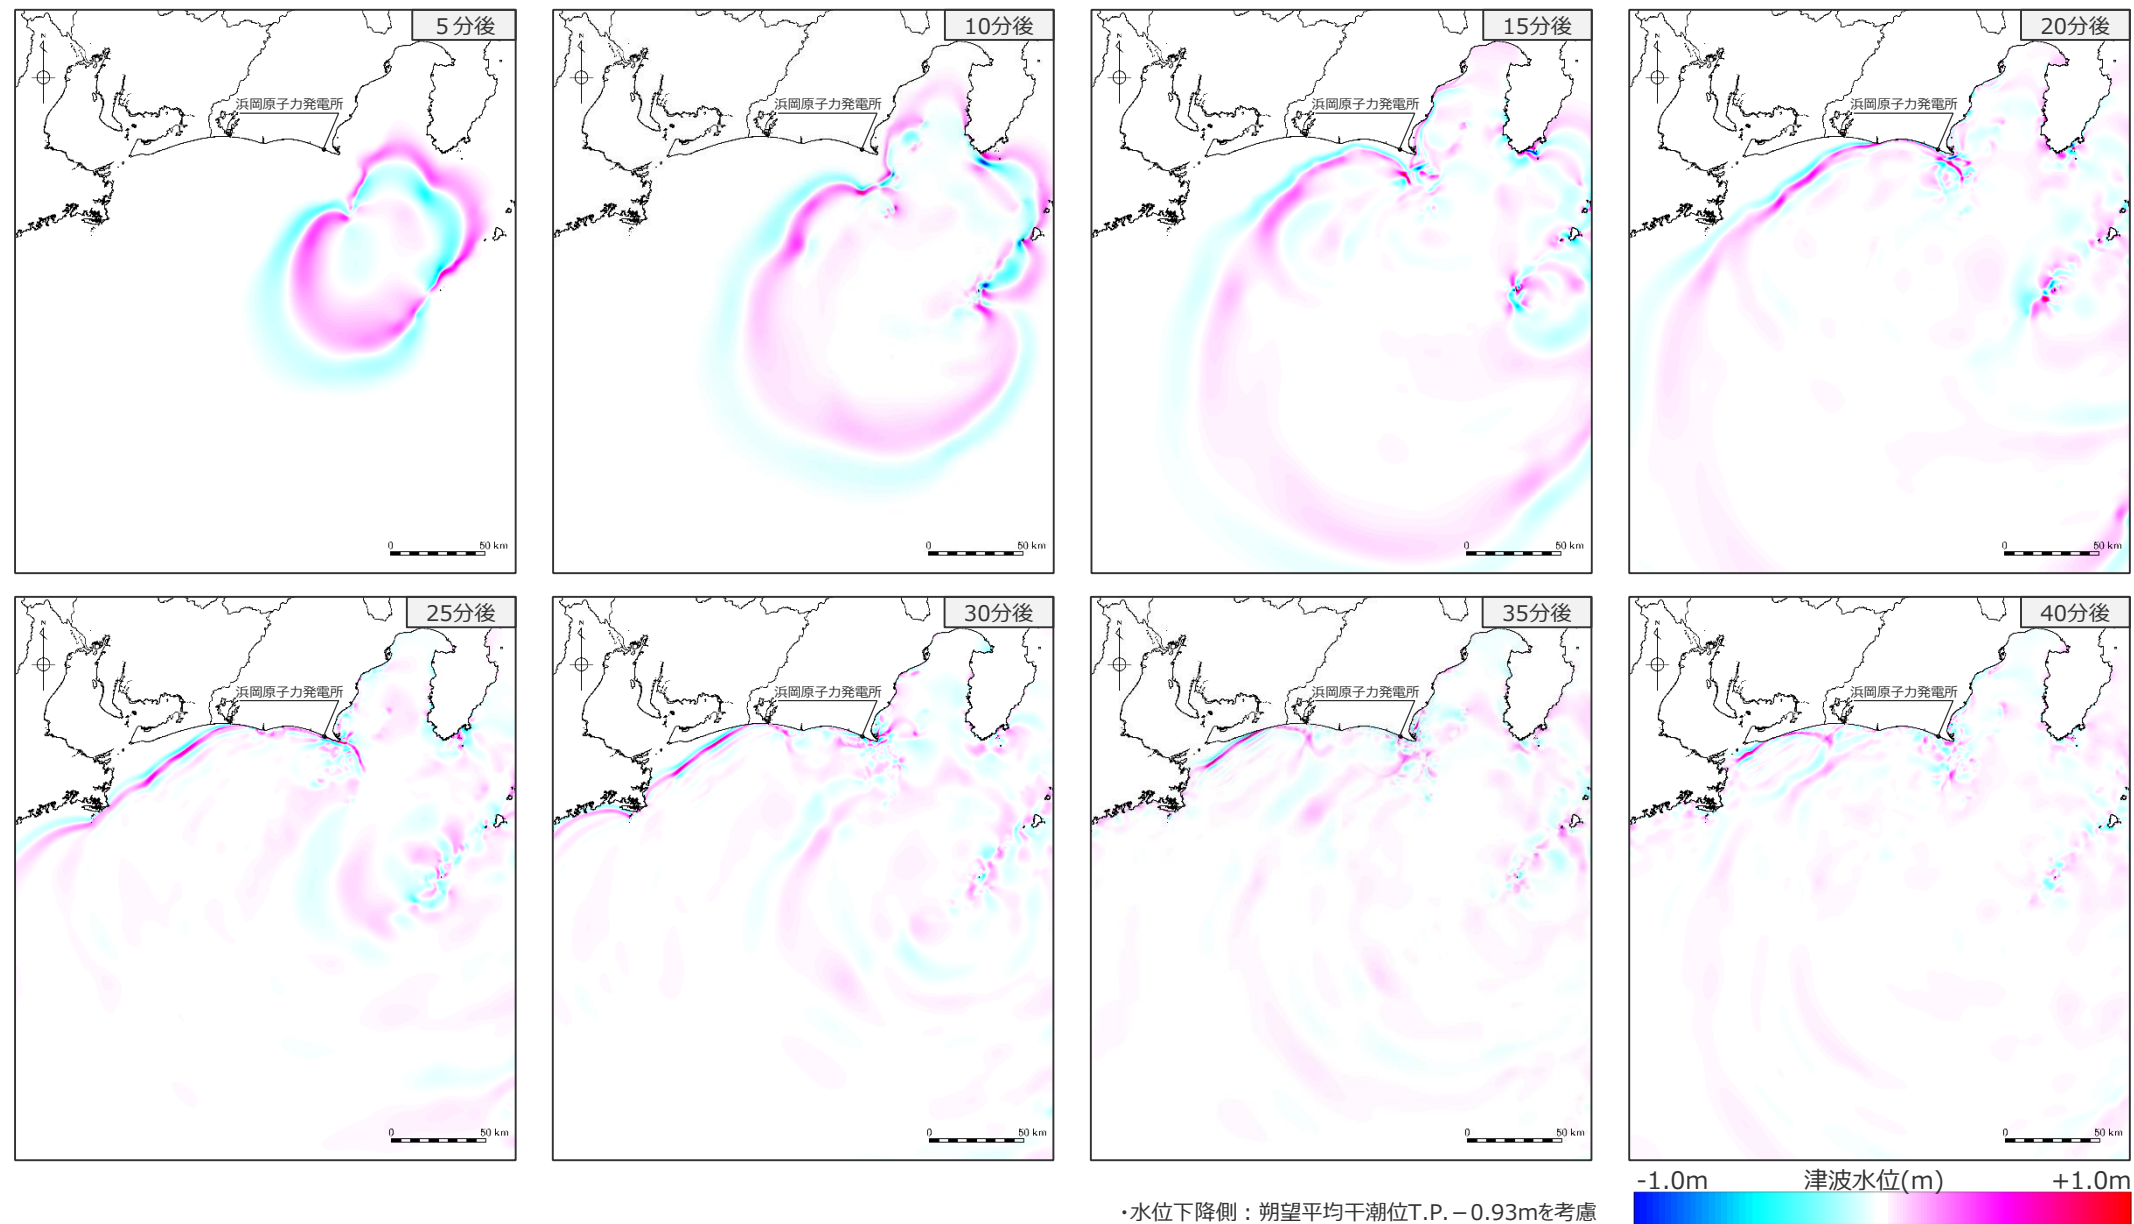 5分後
10分後
15分後
20分後
N
N
N
N
浜岡原子力発電所
浜岡原子力発電所
浜岡原子力発電所
浜岡原子力発電所
0 50 km
0 50 km
0 50 km
0 50 km
25分後
30分後
35分後
40分後
N
N
N
N
浜岡原子力発電所
浜岡原子力発電所
浜岡原子力発電所
浜岡原子力発電所
0 50 km
0 50 km
0 50 km
0 50 km
-1.0m 津波水位(m) +1.0m
・水位下降側：朔望平均干潮位T.P.－0.93mを考慮